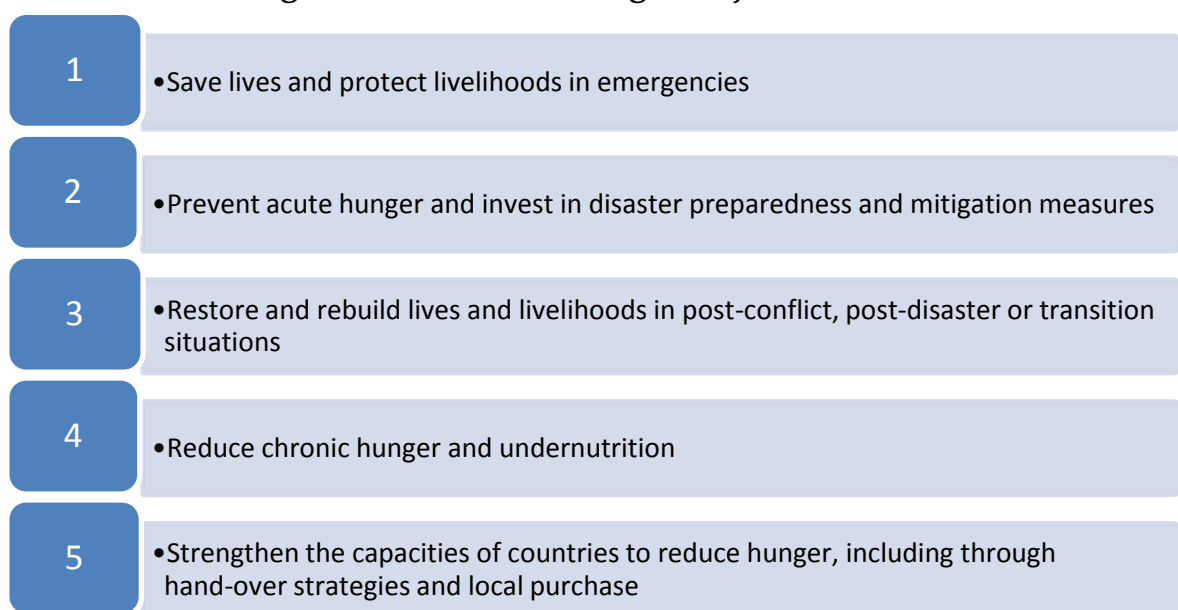 1
•Save lives and protect livelihoods in emergencies
2
•Prevent acute hunger and invest in disaster preparedness and mitigation measures
3
•Restore and rebuild lives and livelihoods in post-conflict, post-disaster or transition
situations
4
•Reduce chronic hunger and undernutrition
5
•Strengthen the capacities of countries to reduce hunger, including through
hand-over strategies and local purchase